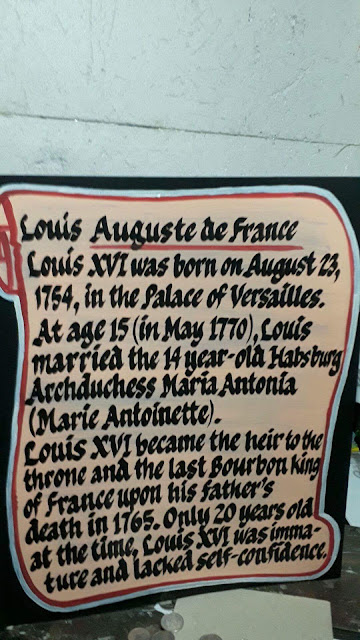 Louis Auguste de France
Louis XVI was born on August 23,
1754, in the Palace of Versailles.
At age 15 (in May 1770), Louis
married the 14 year-old Habsburg
Archduchess Maria Antonia
(Marie Antoinette).
Louis XVI became the heir to the
throne and the last Bourbon king
of France upon his father's
death in 1765. Only 20 years old
at the time, Louis XVI was imma-
ture and lacked self-confidence.